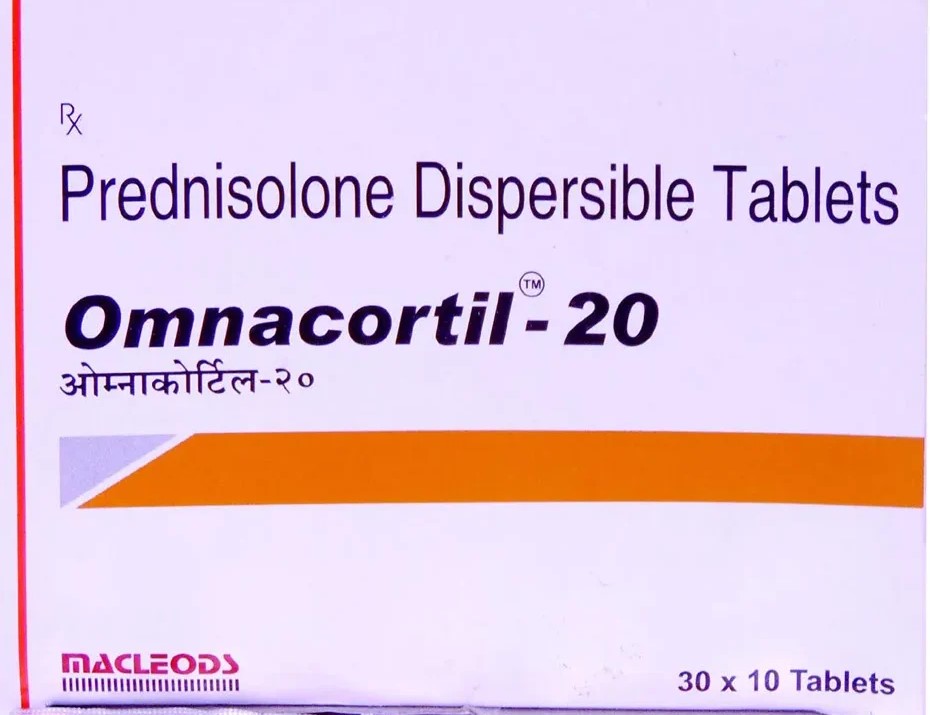 Rx
Prednisolone Dispersible Tablets
Omnacortil™-20
ओम्नाकोर्टिल-२०
MACLEODS
30 x 10 Tablets